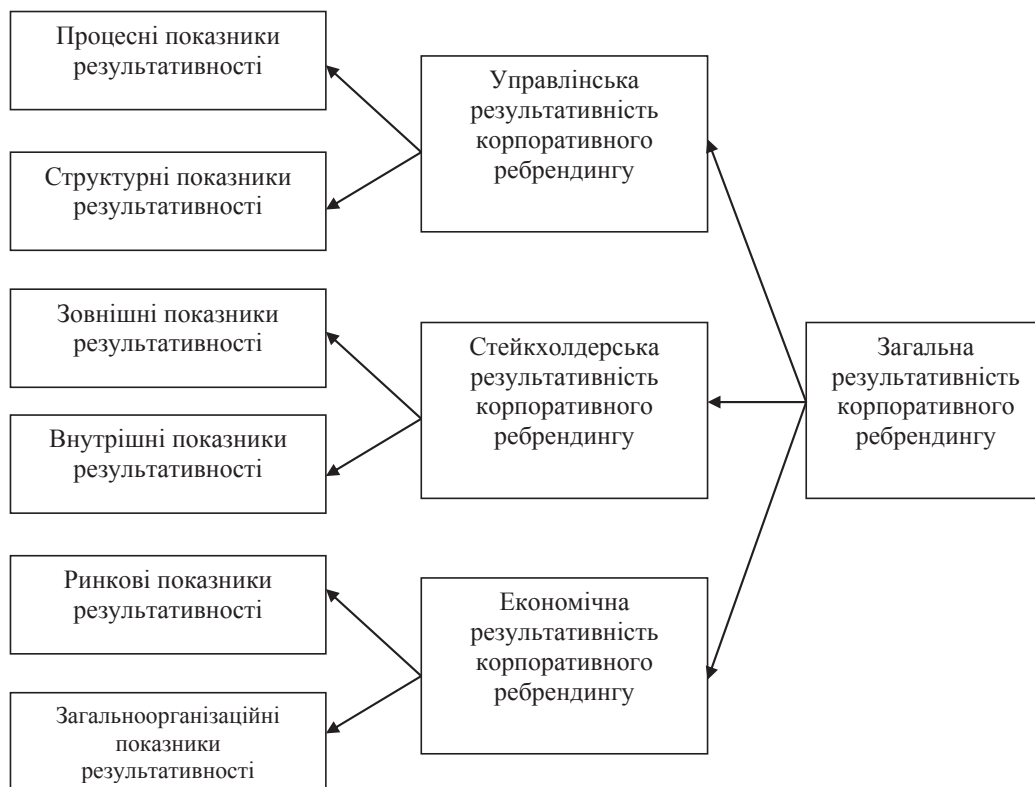 Процесні показники
результативності
Структурні показники
результативності
Зовнішні показники
результативності
Внутрішні показники
результативності
Ринкові показники
результативності
Загальноорганізаційні
показники
результативності
Управлінська
результативність
корпоративного
ребрендингу
Стейкхолдерська
результативність
корпоративного
ребрендингу
Економічна
результативність
корпоративного
ребрендингу
Загальна
результативність
корпоративного
ребрендингу